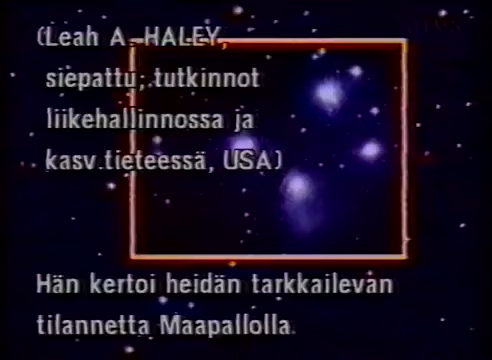 (Leah A. HALEY,
siepattu; tutkinnot
liikehallinnossa ja
kasv.tieteessä, USA)
Hän kertoi heidän tarkkailevan
tilannetta Maapallolla.